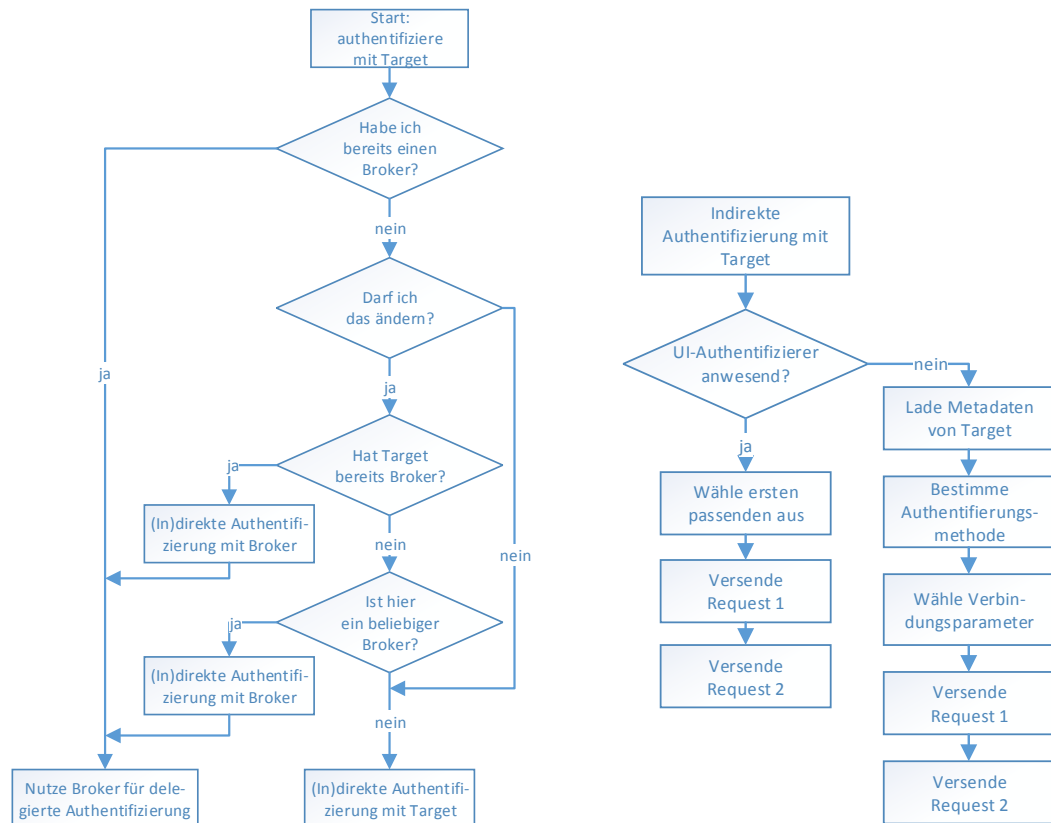 Start:
authentifiziere
mit Target
Habe ich
bereits einen
Broker?
nein
Darf ich
das ändern?
ja
ja
Hat Target
bereits Broker?
ja
(In)direkte Authentifi-
zierung mit Broker
nein
nein
Ist hier
ein beliebiger
Broker?
ja
(In)direkte Authentifi-
zierung mit Broker
nein
Nutze Broker für dele-
gierte Authentifizierung
(In)direkte Authentifi-
zierung mit Target
Indirekte
Authentifizierung mit
Target
UI-Authentifizierer
anwesend?
nein
ja
Wähle ersten
passenden aus
Versende
Request 1
Versende
Request 2
Lade Metadaten
von Target
Bestimme
Authentifierungs-
methode
Wähle Verbin-
dungsparameter
Versende
Request 1
Versende
Request 2